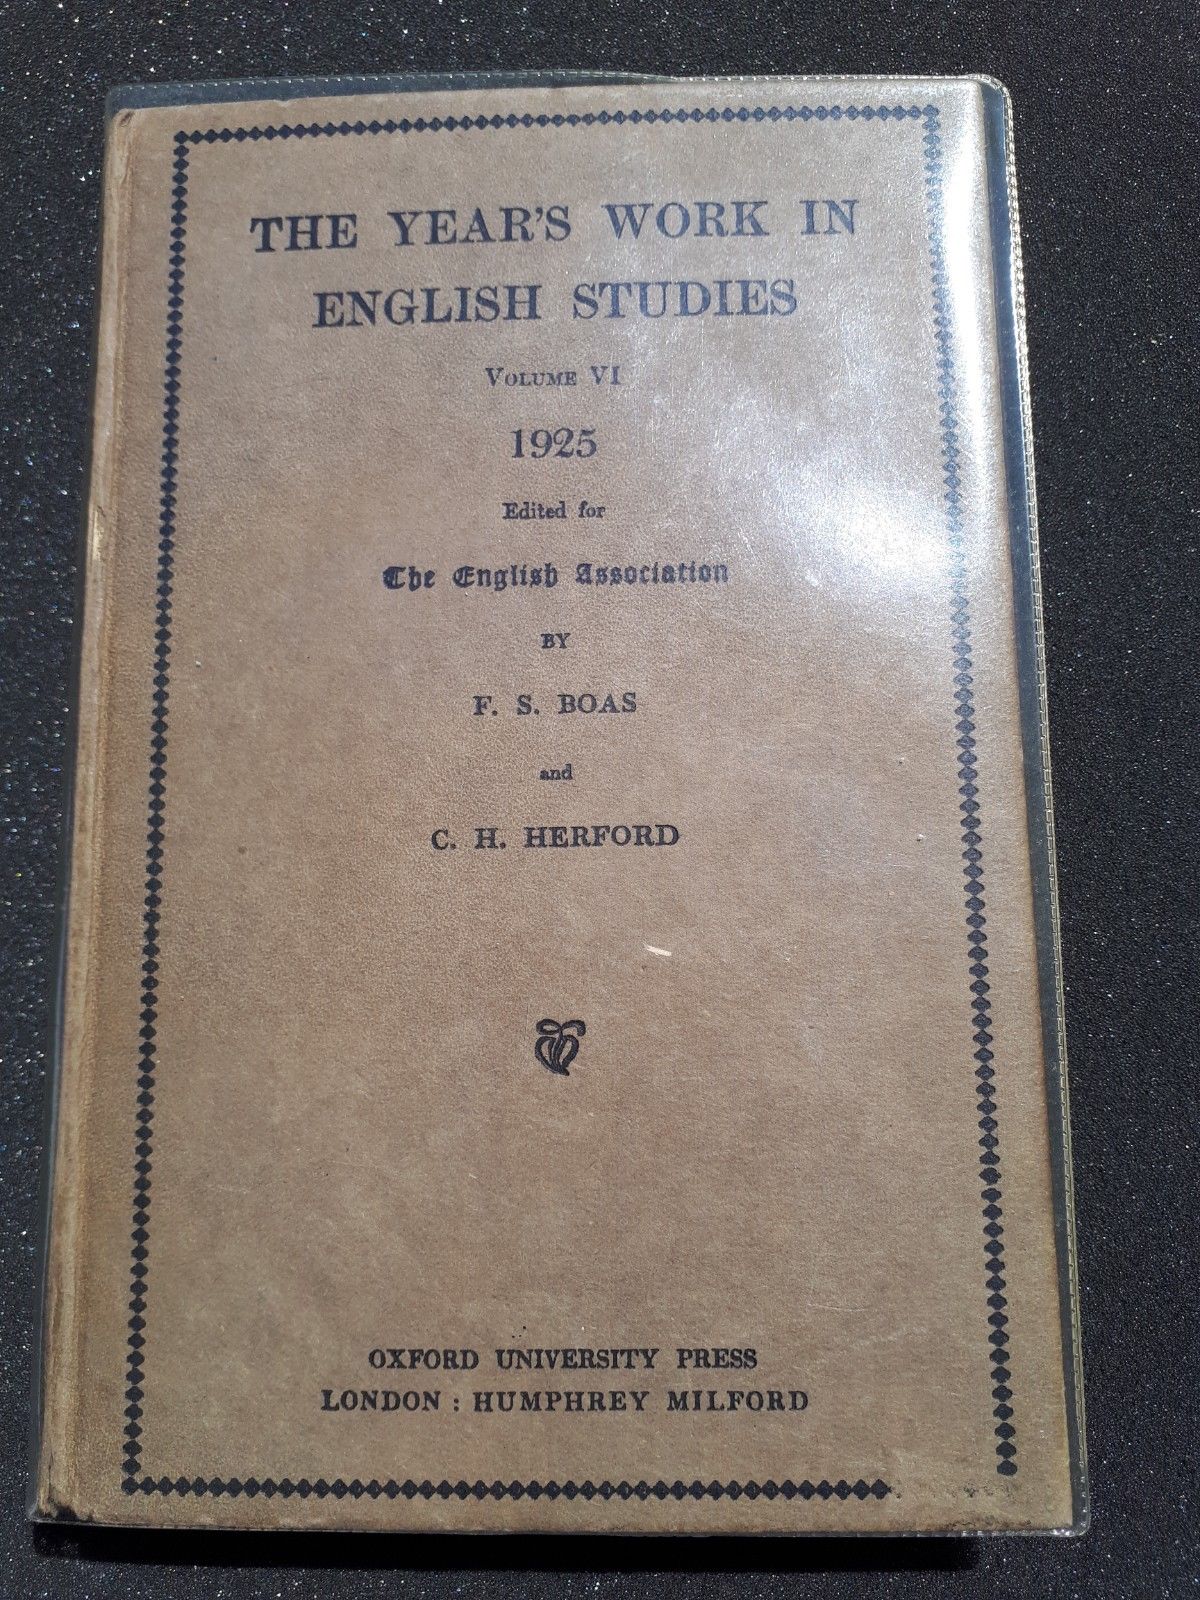 THE YEAR'S WORK IN
ENGLISH STUDIES
VOLUME VI
1925
Edited for
The English Association
BY
F. S. BOAS
and
C. H. HERFORD
OXFORD UNIVERSITY PRESS
LONDON : HUMPHREY MILFORD